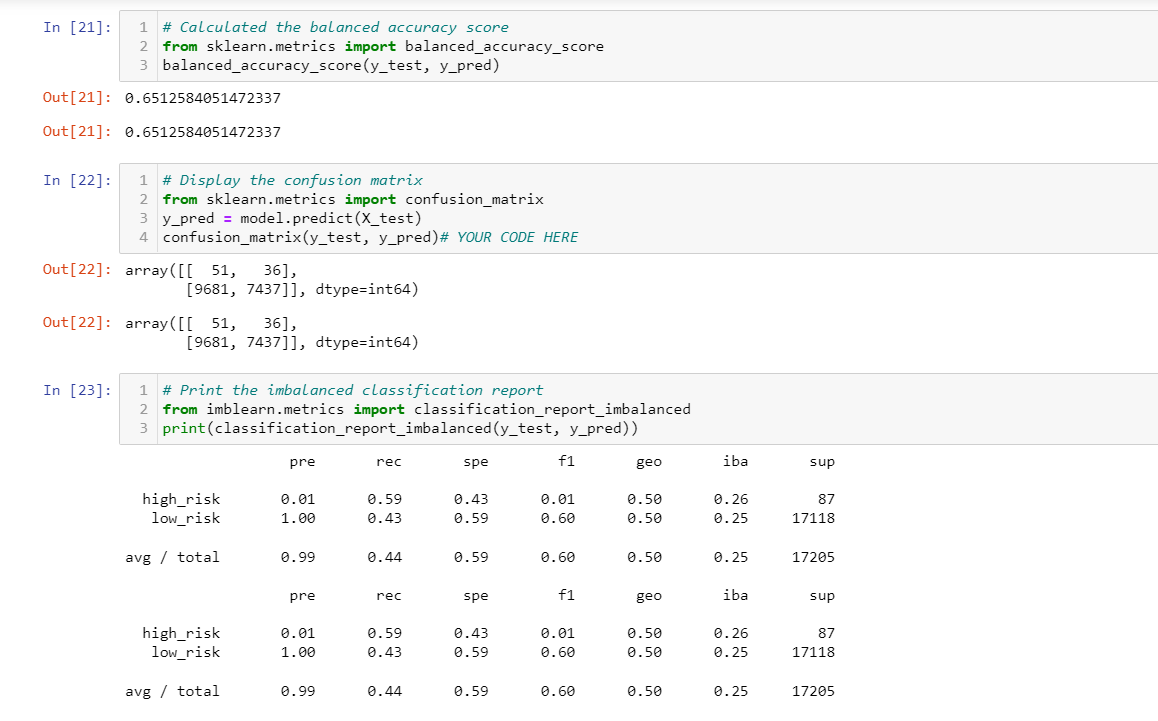 In [21]: 1 # Calculated the balanced accuracy score
2 from sklearn.metrics import balanced_accuracy_score
3 balanced_accuracy_score(y_test, y_pred)
Out[21]: 0.6512584051472337
Out[21]: 0.6512584051472337
In [22]: 1 # Display the confusion matrix
2 from sklearn.metrics import confusion_matrix
3 y_pred = model.predict(X_test)
4 confusion_matrix(y_test, y_pred)# YOUR CODE HERE
Out[22]: array([[  51,   36],
       [9681, 7437]], dtype=int64)
Out[22]: array([[  51,   36],
       [9681, 7437]], dtype=int64)
In [23]: 1 # Print the imbalanced classification report
2 from imblearn.metrics import classification_report_imbalanced
3 print(classification_report_imbalanced(y_test, y_pred))
pre rec spe f1 geo iba sup
high_risk 0.01 0.59 0.43 0.01 0.50 0.26 87
low_risk 1.00 0.43 0.59 0.60 0.50 0.25 17118
avg / total 0.99 0.44 0.59 0.60 0.50 0.25 17205
pre rec spe f1 geo iba sup
high_risk 0.01 0.59 0.43 0.01 0.50 0.26 87
low_risk 1.00 0.43 0.59 0.60 0.50 0.25 17118
avg / total 0.99 0.44 0.59 0.60 0.50 0.25 17205